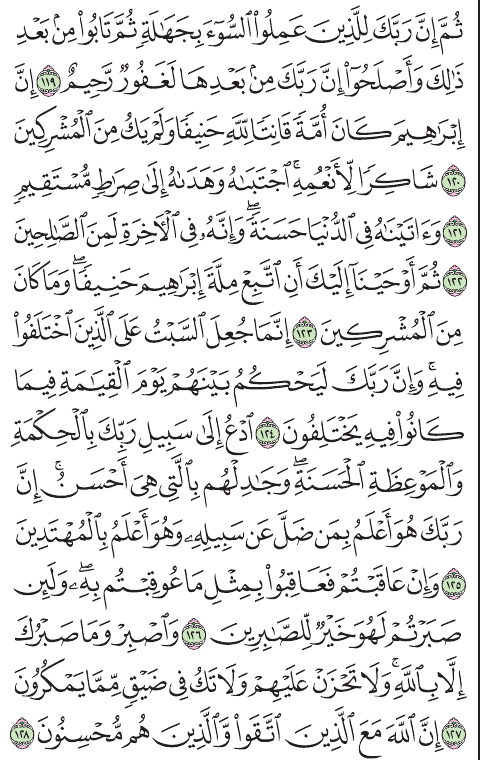 ثُمَّ إِنَّ رَبَّكَ لِلَّذِينَ عَمِلُوا۟ ٱلسُّوٓءَ بِجَهَٰلَةٍ ثُمَّ تَابُوا۟ مِنۢ بَعْدِ
ذَٰلِكَ وَأَصْلَحُوٓا۟ إِنَّ رَبَّكَ مِنۢ بَعْدِهَا لَغَفُورٌ رَّحِيمٌ ١١٩ إِنَّ
إِبْرَٰهِيمَ كَانَ أُمَّةً قَانِتًا لِّلَّهِ حَنِيفًا وَلَمْ يَكُ مِنَ ٱلْمُشْرِكِينَ
١٢٠ شَاكِرًا لِّأَنْعُمِهِ ۚ ٱجْتَبَىٰهُ وَهَدَىٰهُ إِلَىٰ صِرَٰطٍ مُّسْتَقِيمٍ
١٢١ وَءَاتَيْنَٰهُ فِى ٱلدُّنْيَا حَسَنَةً ۖ وَإِنَّهُۥ فِى ٱلْـَٔاخِرَةِ لَمِنَ ٱلصَّٰلِحِينَ
١٢٢ ثُمَّ أَوْحَيْنَآ إِلَيْكَ أَنِ ٱتَّبِعْ مِلَّةَ إِبْرَٰهِيمَ حَنِيفًا ۖ وَمَا كَانَ
مِنَ ٱلْمُشْرِكِينَ ١٢٣ إِنَّمَا جُعِلَ ٱلسَّبْتُ عَلَى ٱلَّذِينَ ٱخْتَلَفُوا۟
فِيهِ ۚ وَإِنَّ رَبَّكَ لَيَحْكُمُ بَيْنَهُمْ يَوْمَ ٱلْقِيَٰمَةِ فِيمَا
كَانُوا۟ فِيهِ يَخْتَلِفُونَ ١٢٤ ٱدْعُ إِلَىٰ سَبِيلِ رَبِّكَ بِٱلْحِكْمَةِ
وَٱلْمَوْعِظَةِ ٱلْحَسَنَةِ ۖ وَجَٰدِلْهُم بِٱلَّتِى هِىَ أَحْسَنُ ۚ إِنَّ
رَبَّكَ هُوَ أَعْلَمُ بِمَن ضَلَّ عَن سَبِيلِهِۦ وَهُوَ أَعْلَمُ بِٱلْمُهْتَدِينَ
١٢٥ وَإِنْ عَاقَبْتُمْ فَعَاقِبُوا۟ بِمِثْلِ مَا عُوقِبْتُم بِهِۦ ۖ وَلَئِن
صَبَرْتُمْ لَهُوَ خَيْرٌ لِّلصَّٰبِرِينَ ١٢٦ وَٱصْبِرْ وَمَا صَبْرُكَ
إِلَّا بِٱللَّهِ ۚ وَلَا تَحْزَنْ عَلَيْهِمْ وَلَا تَكُ فِى ضَيْقٍ مِّمَّا يَمْكُرُونَ
١٢٧ إِنَّ ٱللَّهَ مَعَ ٱلَّذِينَ ٱتَّقَوا۟ وَّٱلَّذِينَ هُم مُّحْسِنُونَ ١٢٨